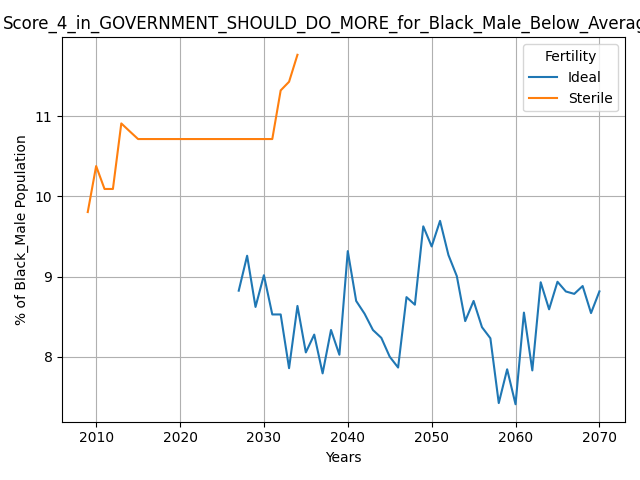 Score_4_in_GOVERNMENT_SHOULD_DO_MORE_for_Black_Male_Below_Averag
Fertility
Ideal
Sterile
% of Black_Male Population
11
10
9
8
2010 2020 2030 2040 2050 2060 2070
Years